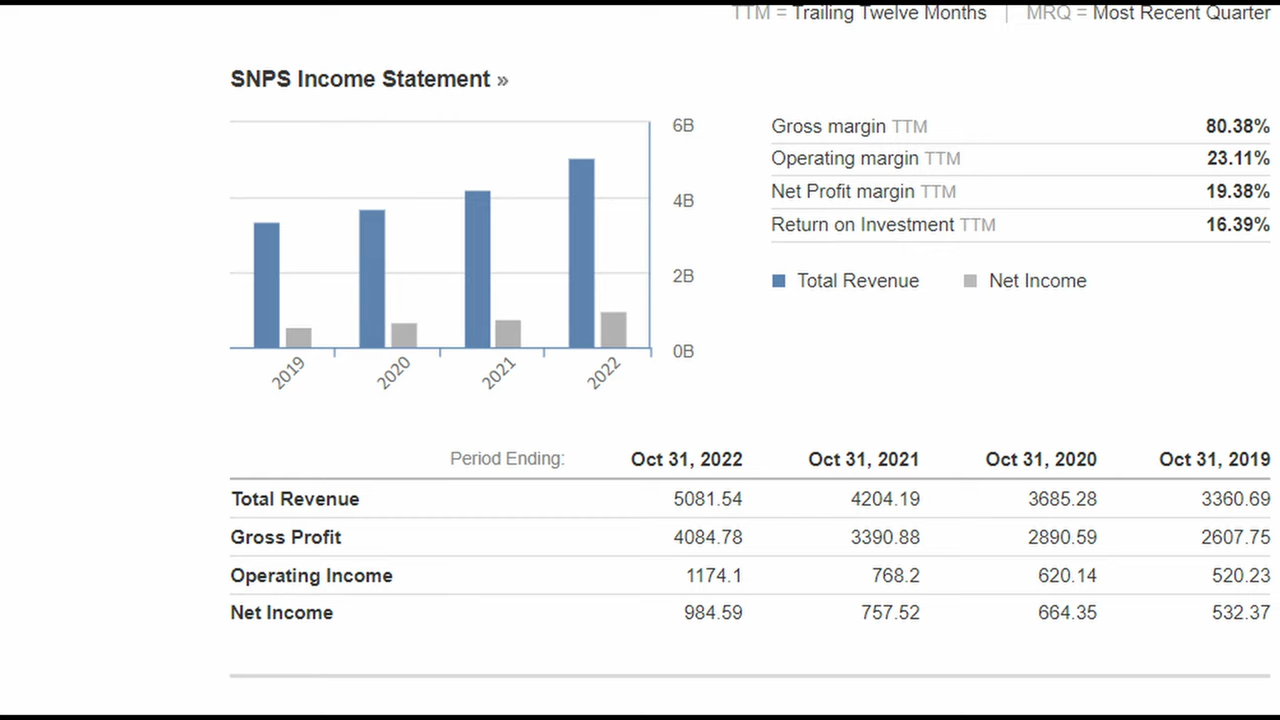 TTM = Trailing Twelve Months | MRQ = Most Recent Quarter
SNPS Income Statement »
6B
4B
2B
0B
2019 2020 2021 2022
Gross margin TTM 80.38%
Operating margin TTM 23.11%
Net Profit margin TTM 19.38%
Return on Investment TTM 16.39%
Total Revenue Net Income
Period Ending: Oct 31, 2022 Oct 31, 2021 Oct 31, 2020 Oct 31, 2019
Total Revenue 5081.54 4204.19 3685.28 3360.69
Gross Profit 4084.78 3390.88 2890.59 2607.75
Operating Income 1174.1 768.2 620.14 520.23
Net Income 984.59 757.52 664.35 532.37